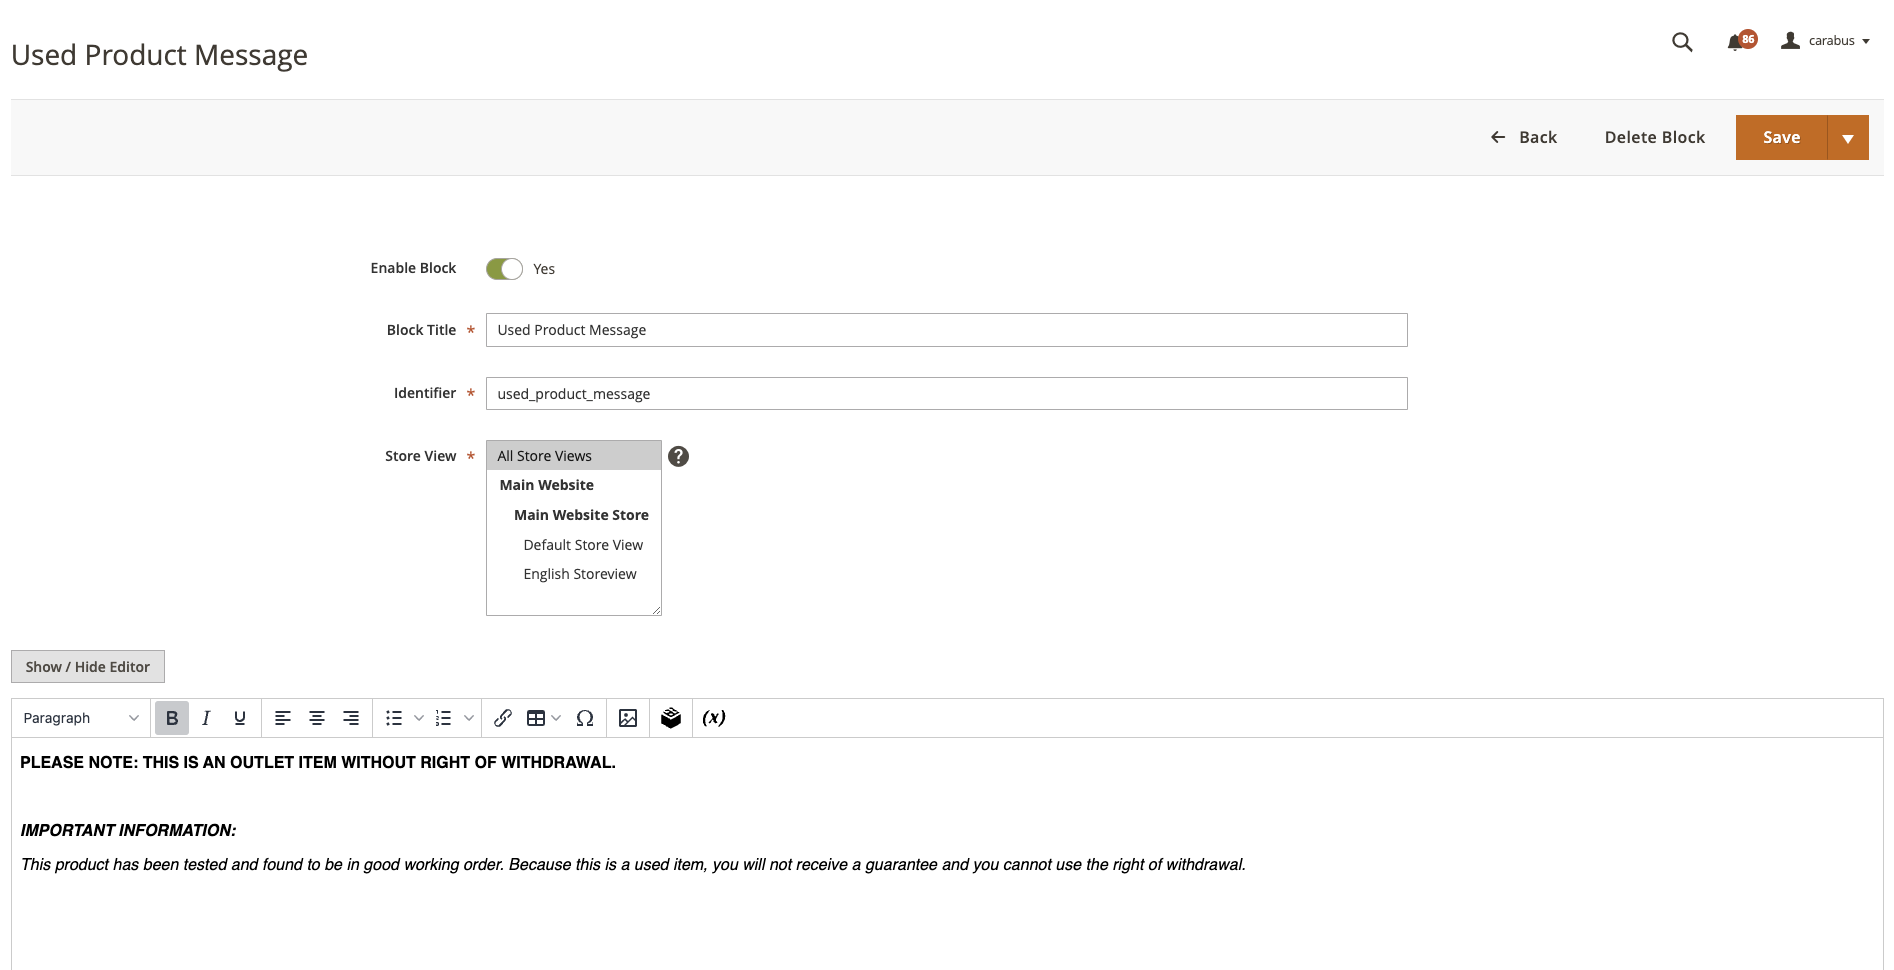 Used Product Message
86
carabus
Back
Delete Block
Save
Enable Block
Yes
Block Title *
Used Product Message
Identifier *
used_product_message
Store View *
All Store Views
?
Main Website
Main Website Store
Default Store View
English Storeview
Show / Hide Editor
Paragraph
B I U Ω (x)
PLEASE NOTE: THIS IS AN OUTLET ITEM WITHOUT RIGHT OF WITHDRAWAL.
IMPORTANT INFORMATION:
This product has been tested and found to be in good working order. Because this is a used item, you will not receive a guarantee and you cannot use the right of withdrawal.